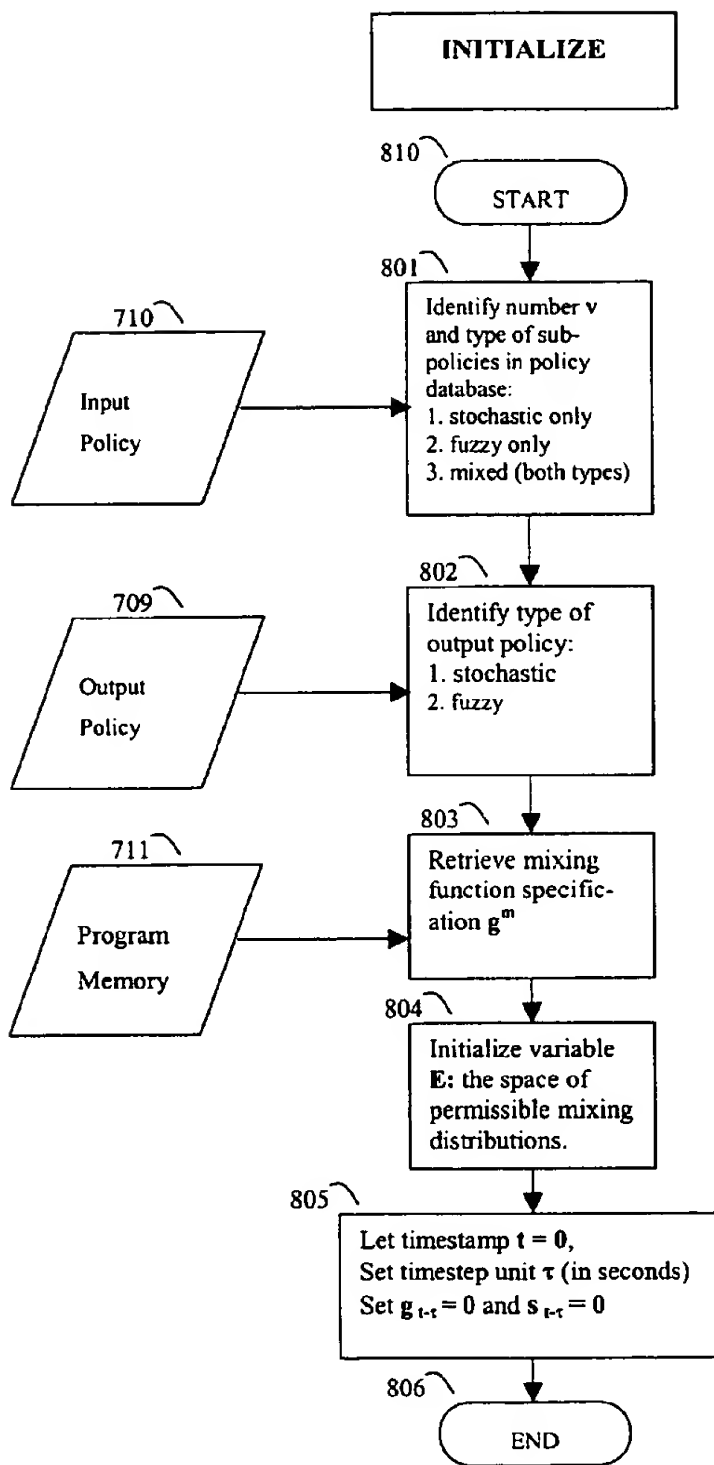 INITIALIZE
810
START
801
Identify number v
and type of sub-
policies in policy
database:
1. stochastic only
2. fuzzy only
3. mixed (both types)
710
Input
Policy
802
Identify type of
output policy:
1. stochastic
2. fuzzy
709
Output
Policy
803
Retrieve mixing
function specific-
ation g^m
711
Program
Memory
804
Initialize variable
E: the space of
permissible mixing
distributions.
805
Let timestamp t = 0,
Set timestep unit τ (in seconds)
Set g t-τ = 0 and s t-τ = 0
806
END